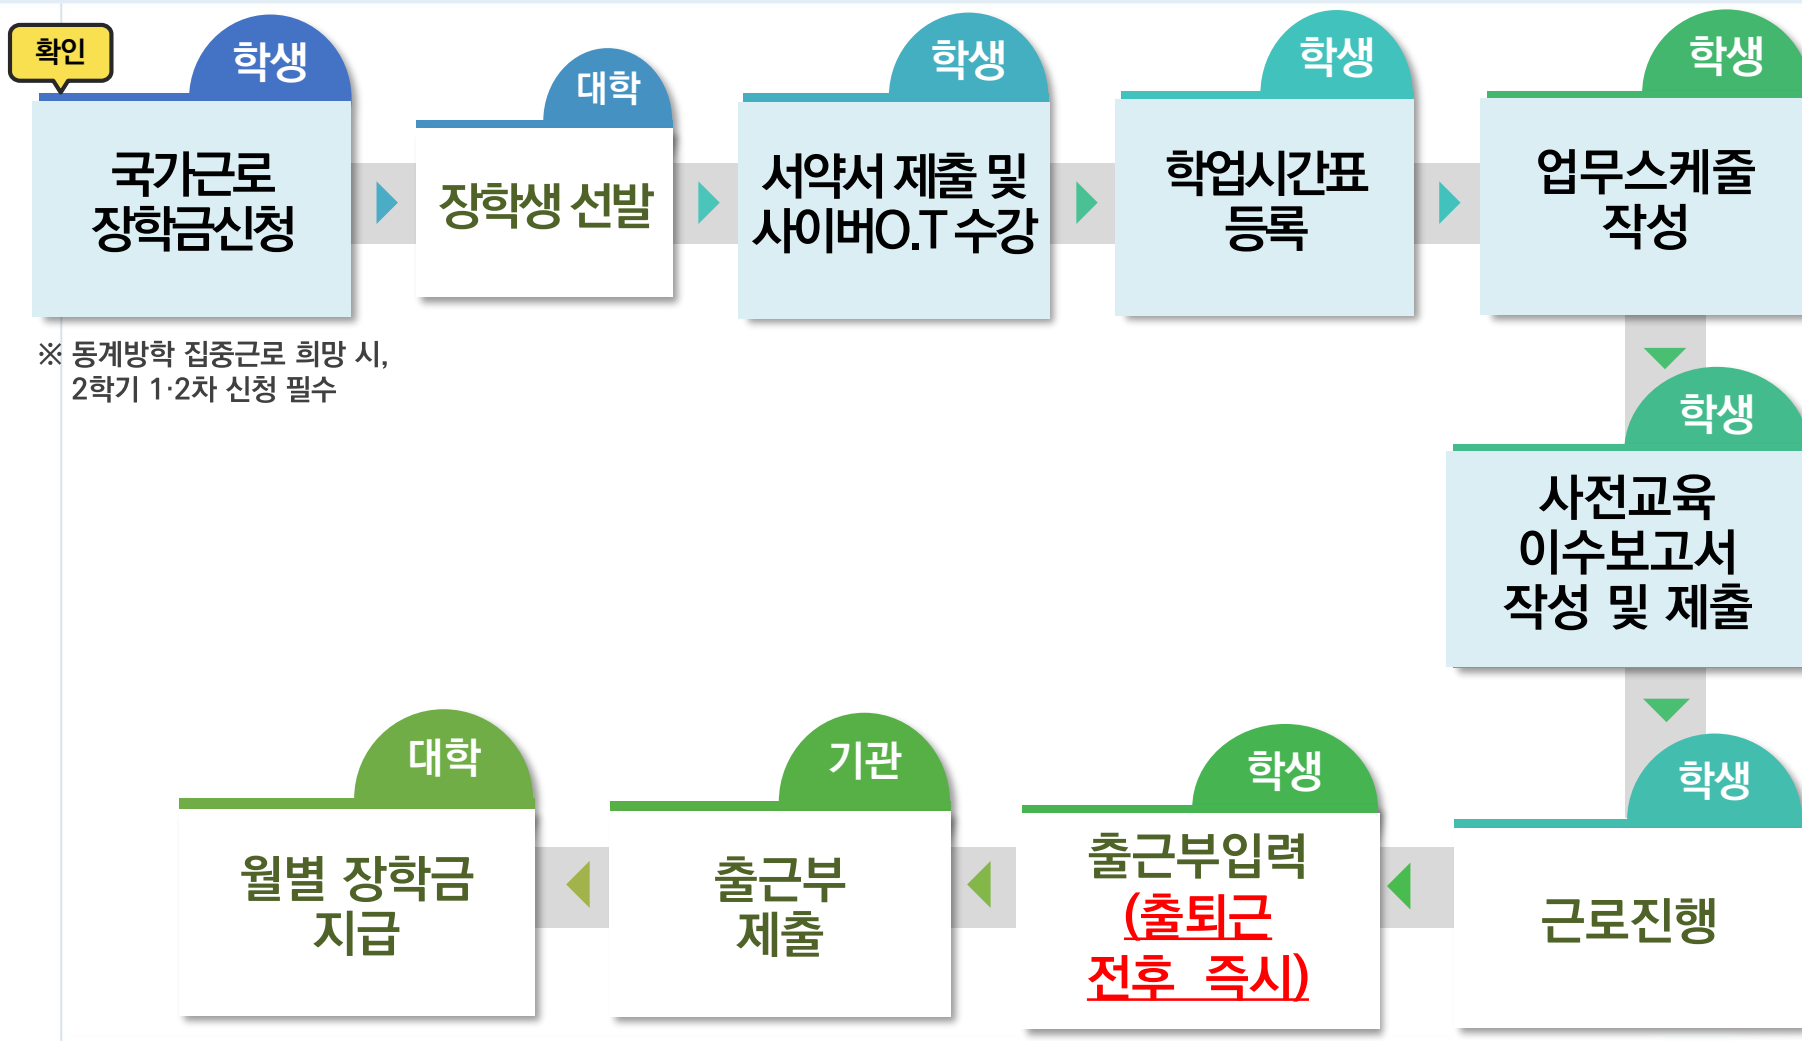 확인
학생
국가근로
장학금신청
※ 동계방학 집중근로 희망 시,
2학기 1·2차 신청 필수
대학
장학생 선발
학생
서약서 제출 및
사이버O.T 수강
학생
학업시간표
등록
학생
업무스케줄
작성
학생
사전교육
이수보고서
작성 및 제출
학생
근로진행
학생
출근부입력
(출퇴근
전후 즉시)
기관
출근부
제출
대학
월별 장학금
지급